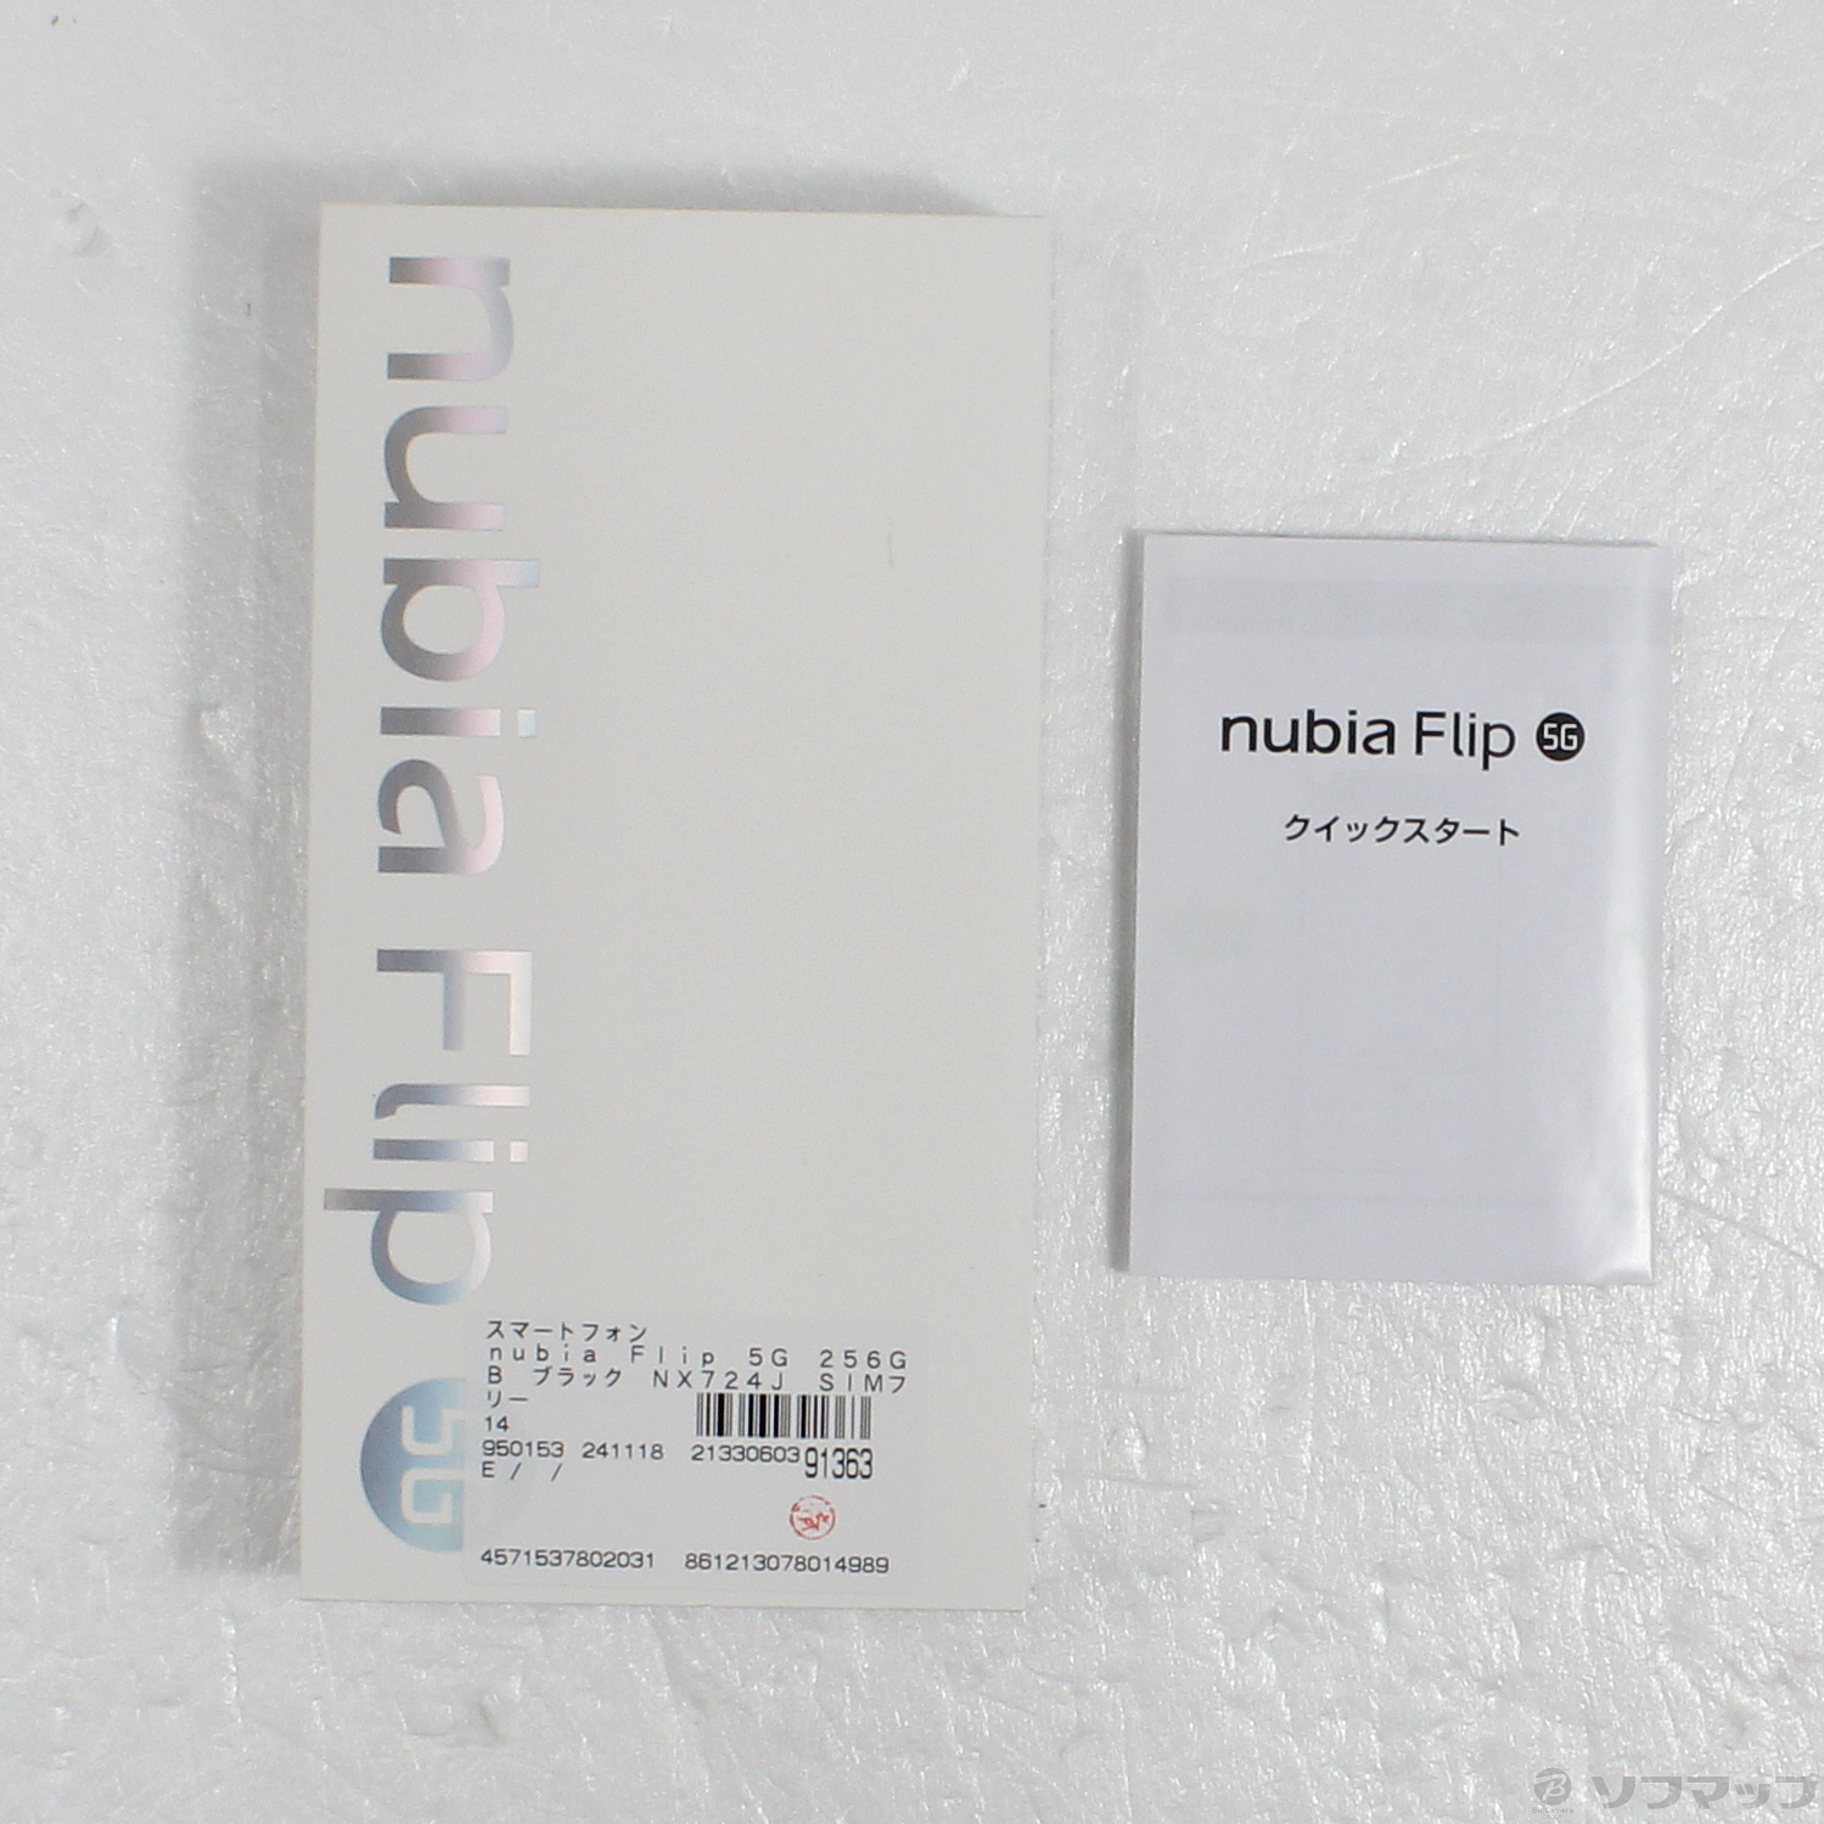 nubia Flip 5G
スマートフォン
nubia Flip 5G 256G
B ブラック NX724J SIMフ
リー
14
950153 241118 2133060391363
E / /
4571537802031 861213078014989
nubia Flip 5G
クイックスタート
ソフマップ